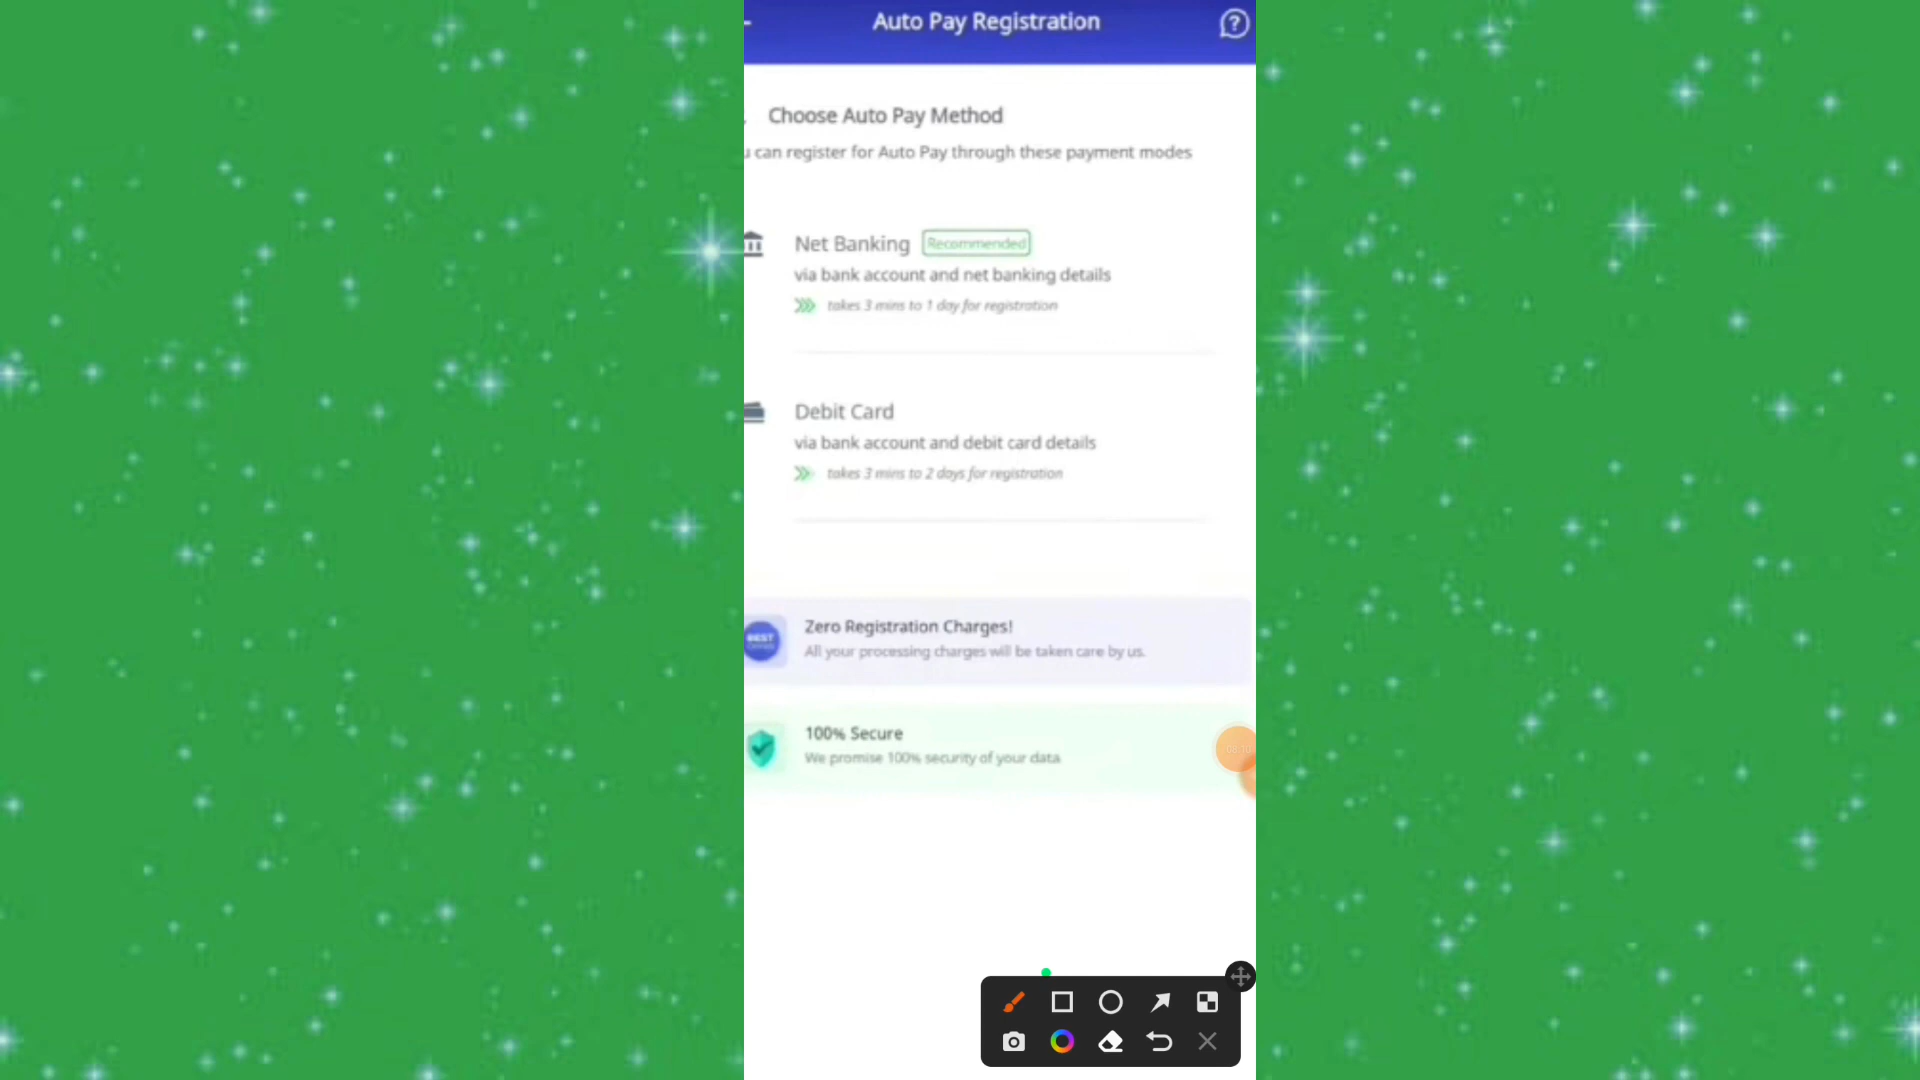 Auto Pay Registration
Choose Auto Pay Method
u can register for Auto Pay through these payment modes
Net Banking Recommended
via bank account and net banking details
takes 3 mins to 1 day for registration
Debit Card
via bank account and debit card details
takes 3 mins to 2 days for registration
Zero Registration Charges!
BEST
All your processing charges will be taken care by us.
100% Secure
We promise 100% security of your data